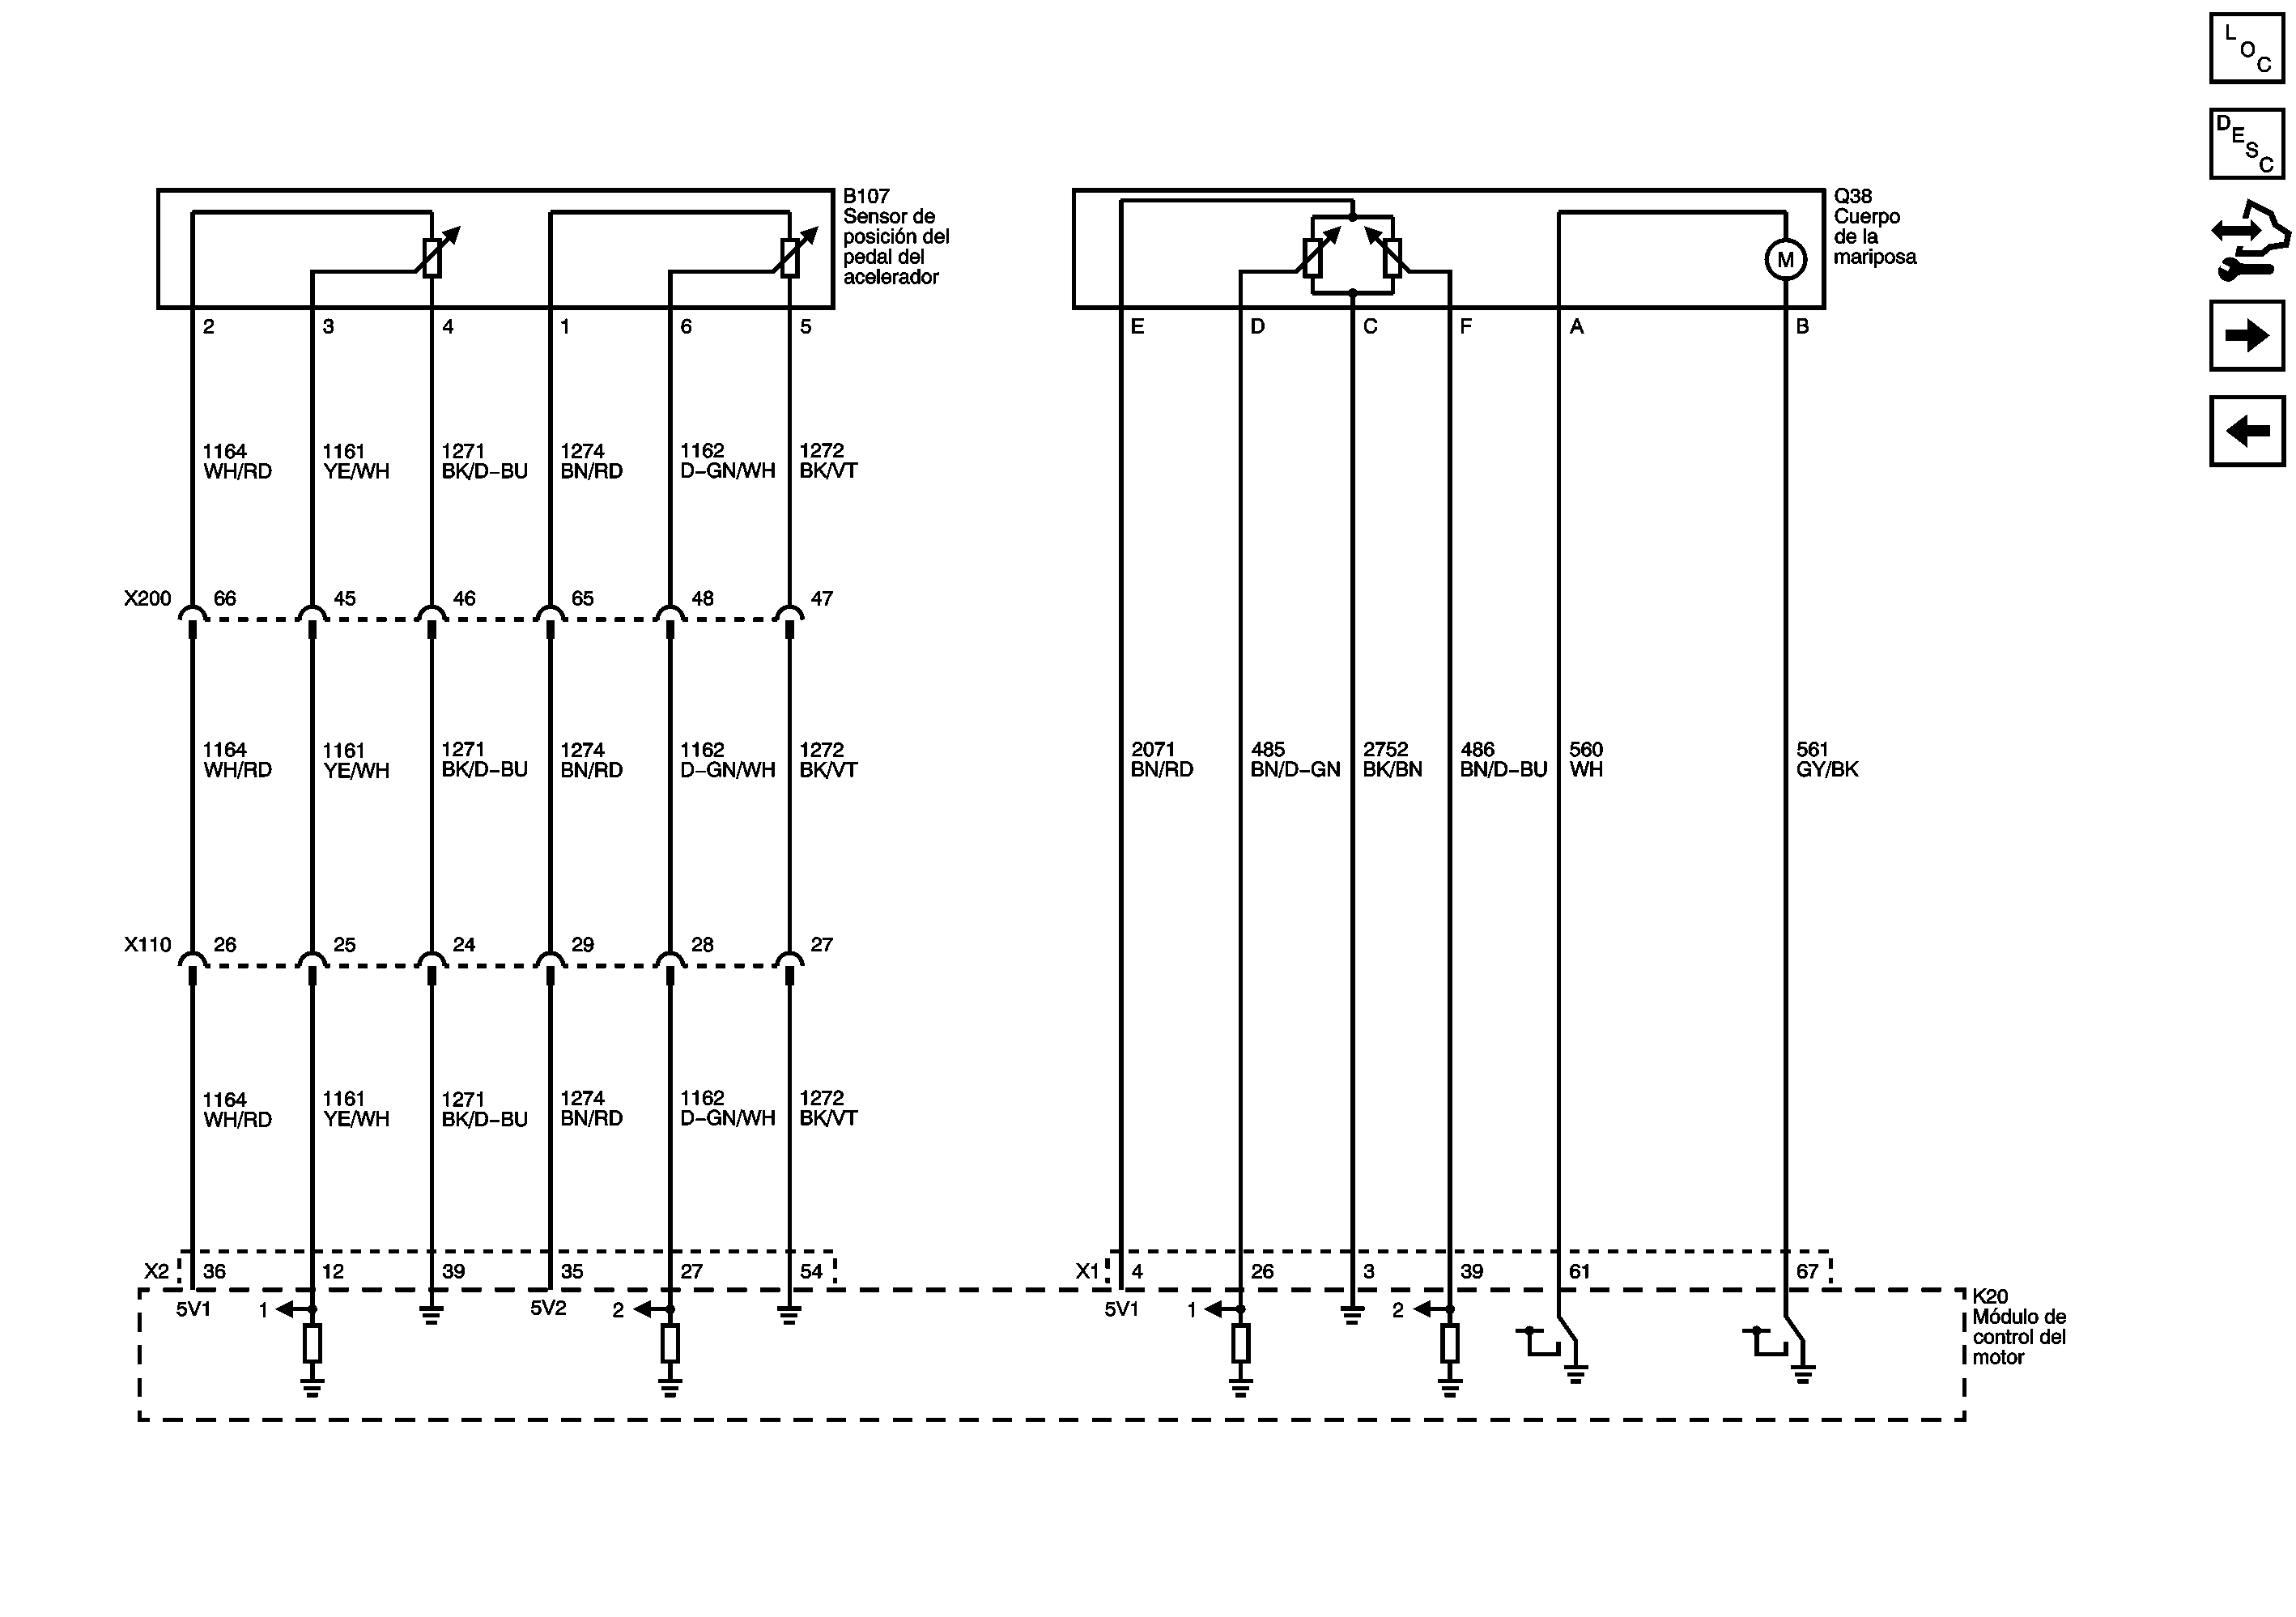 L
O
C
D
E
S
C
B107
Sensor de
posición del
pedal del
acelerador
Q38
Cuerpo
de la
mariposa
M
2 3 4 1 6 5
E D C F A B
1164 1161 1271 1274 1162 1272
WH/RD YE/WH BK/D-BU BN/RD D-GN/WH BK/VT
X200 66 45 46 65 48 47
1164 1161 1271 1274 1162 1272
WH/RD YE/WH BK/D-BU BN/RD D-GN/WH BK/VT
2071 485 2752 486 560 561
BN/RD BN/D-GN BK/BN BN/D-BU WH GY/BK
X110 26 25 24 29 28 27
1164 1161 1271 1274 1162 1272
WH/RD YE/WH BK/D-BU BN/RD D-GN/WH BK/VT
X2 36 12 39 35 27 54
X1 4 26 3 39 61 67
5V1 1 5V2 2
5V1 1 2
K20
Módulo de
control del
motor